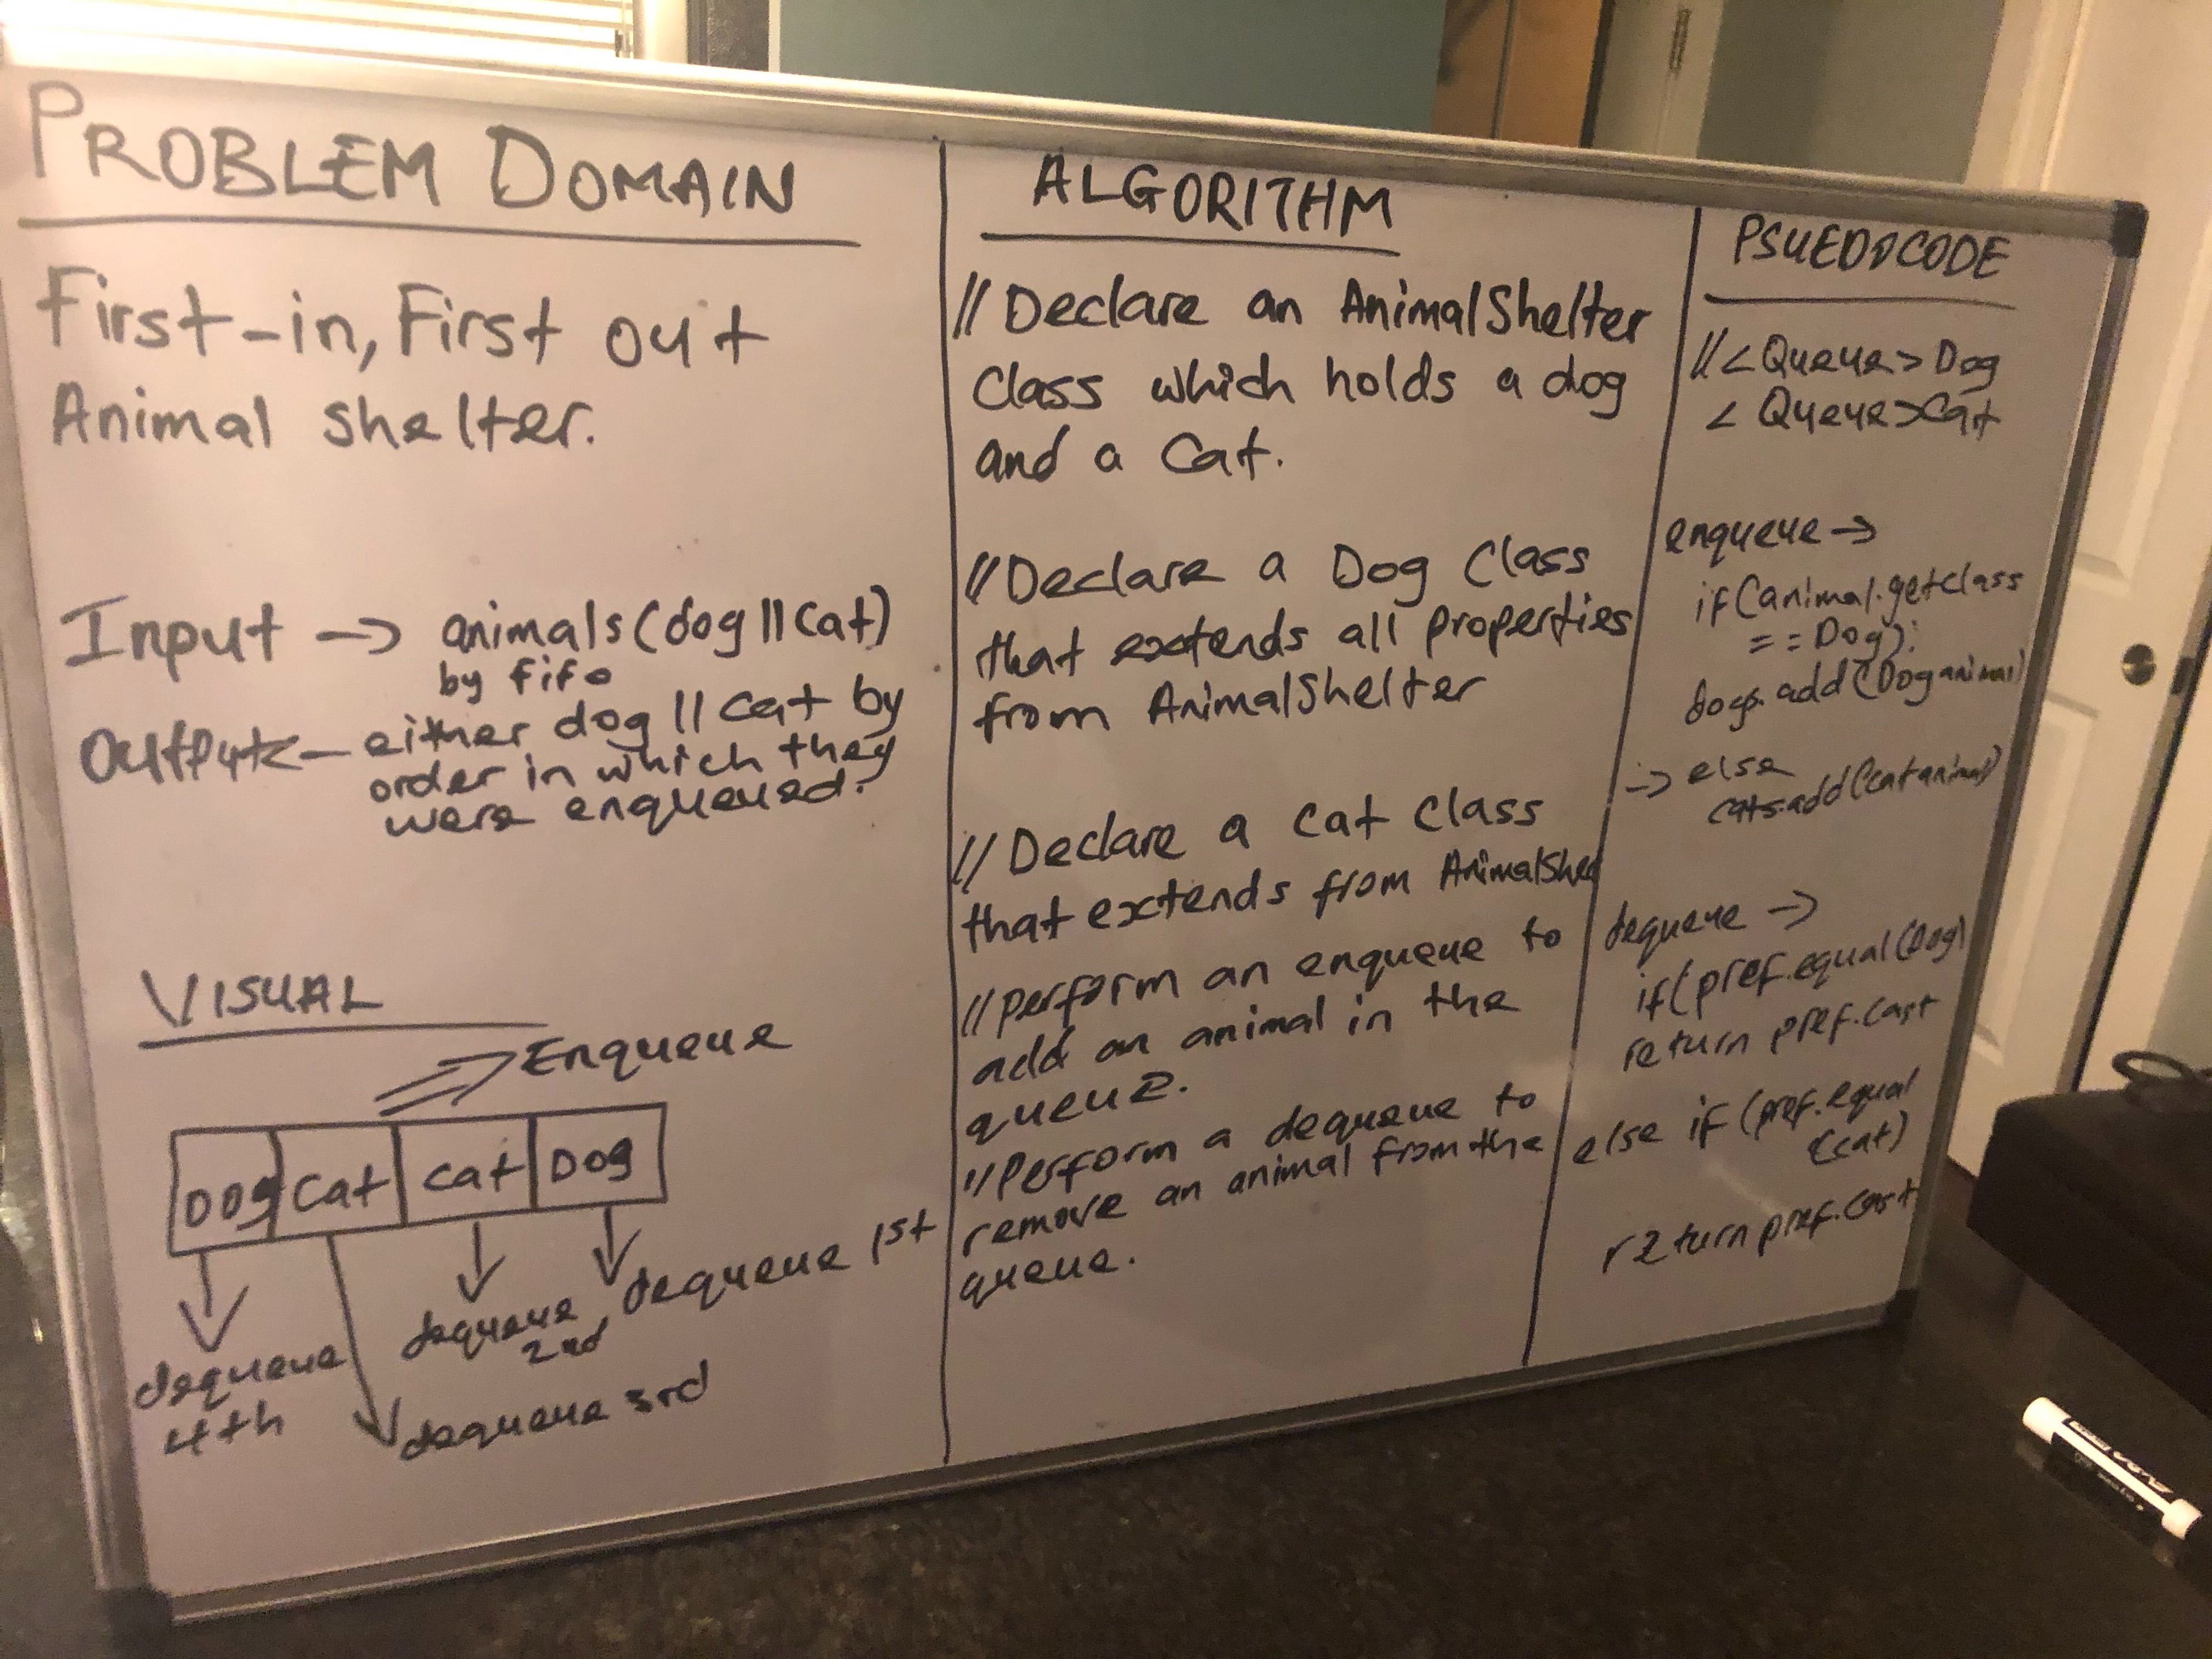 PROBLEM DOMAIN
First-in, First out
Animal shelter.
Input -> animals(dog||cat)
by fifo
Output <- either dog || cat by
order in which they
were enqueued.
VISUAL
Enqueue
Dog Cat cat Dog
dequeue 1st
dequeue
2nd
dequeue
4th
dequeue 3rd
ALGORITHM
// Declare an AnimalShelter
Class which holds a dog
and a Cat.
// Declare a Dog Class
that extends all properties
from AnimalShelter
// Declare a Cat Class
that extends from AnimalShel
// perform an enqueue to
add an animal in the
queue.
// Perform a dequeue to
remove an animal from the
queue.
PSUEDOCODE
// <Queue> Dog
<Queue>Cat
enqueue ->
if(animal.getclass
==Dog):
dogs.add(Dog animal)
-> else
cats.add(cat animal)
dequeue ->
if(pref.equal(Dog)
return pref.cast
else if (pref.equal
(cat)
return pref.cast